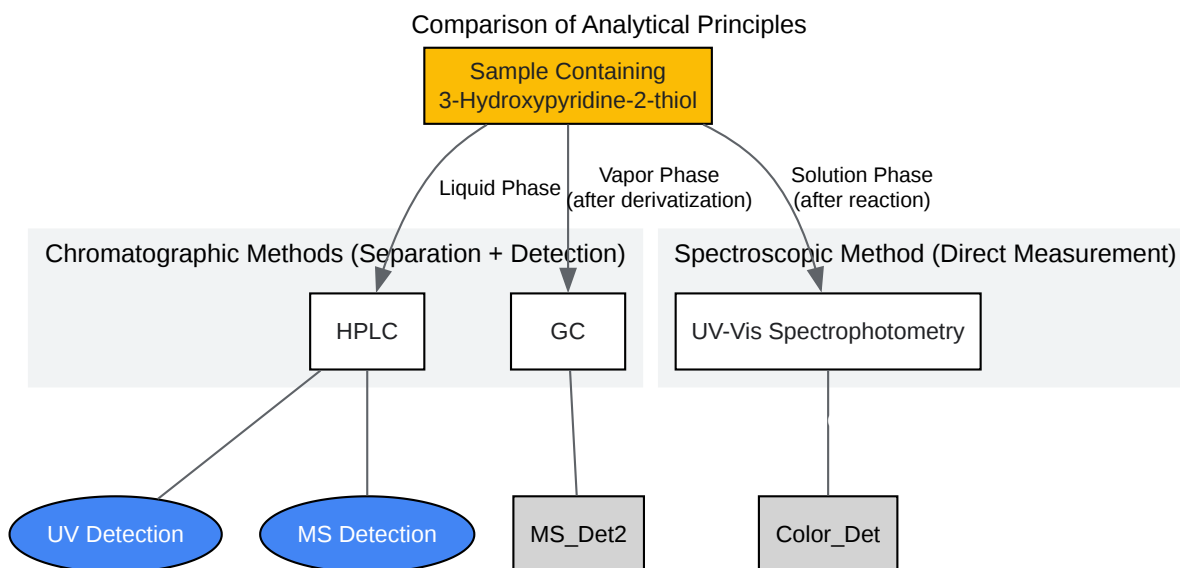 Comparison of Analytical Principles
Sample Containing
3-Hydroxypyridine-2-thiol
Liquid Phase
Vapor Phase
(after derivatization)
Solution Phase
(after reaction)
Chromatographic Methods (Separation + Detection)
Spectroscopic Method (Direct Measurement)
HPLC
GC
UV-Vis Spectrophotometry
UV Detection
MS Detection
MS_Det2
Color_Det